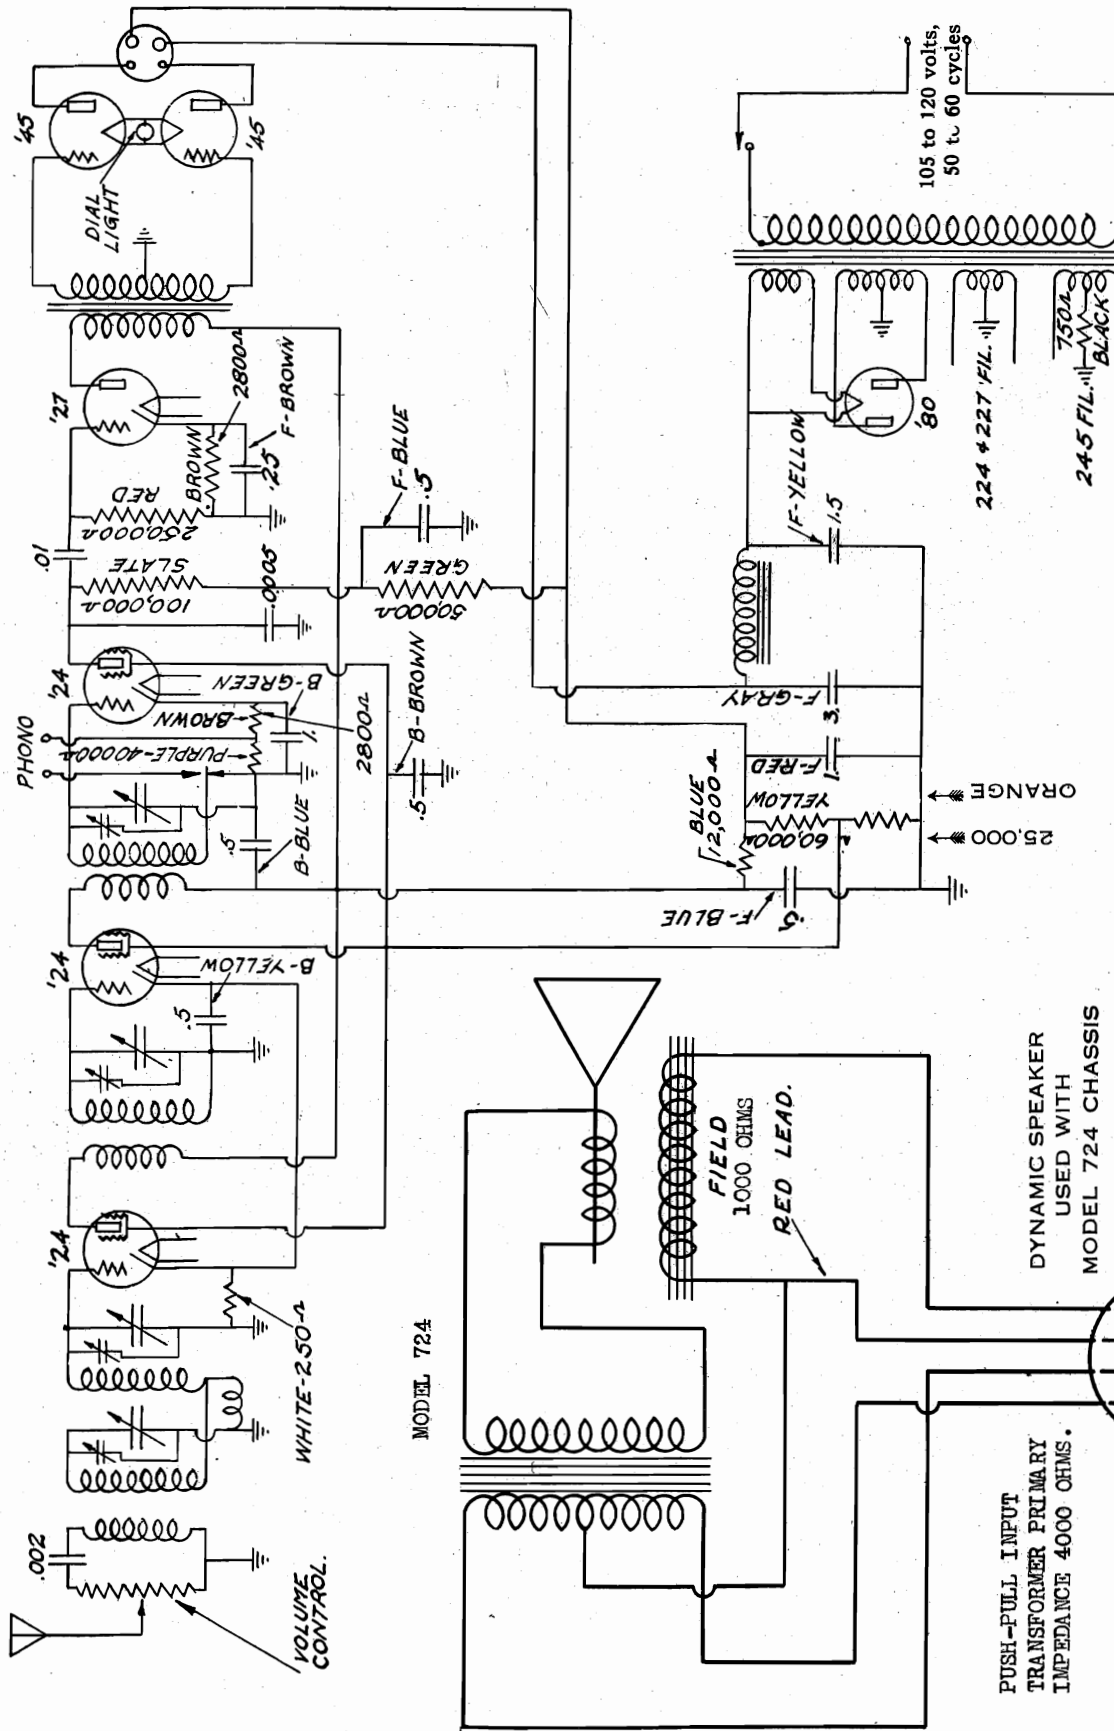 .002
VOLUME
CONTROL.
WHITE-250Ω
'24
'24
.5
B-YELLOW
.5
B-BLUE
PHONO
'24
PURPLE-40000Ω
BROWN
B-GREEN
1.
2800Ω
.5
B-BROWN
.0005
100,000Ω
SLATE
.01
250,000Ω
RED
'27
BROWN
2800Ω
.25
F-BROWN
F-BLUE
.5
50,000Ω
GREEN
DIAL
LIGHT
'45
'45
105 to 120 volts,
50 to 60 cycles
'80
224 & 227 FIL.
245 FIL.
750Ω
BLACK
F-YELLOW
1.5
F-GRAY
3.
F-RED
1.
BLUE
12,000Ω
YELLOW
60,000Ω
F-BLUE
.5
ORANGE
25,000
MODEL 724
FIELD
1000 OHMS
RED LEAD.
DYNAMIC SPEAKER
USED WITH
MODEL 724 CHASSIS
PUSH-PULL INPUT
TRANSFORMER PRIMARY
IMPEDANCE 4000 OHMS.